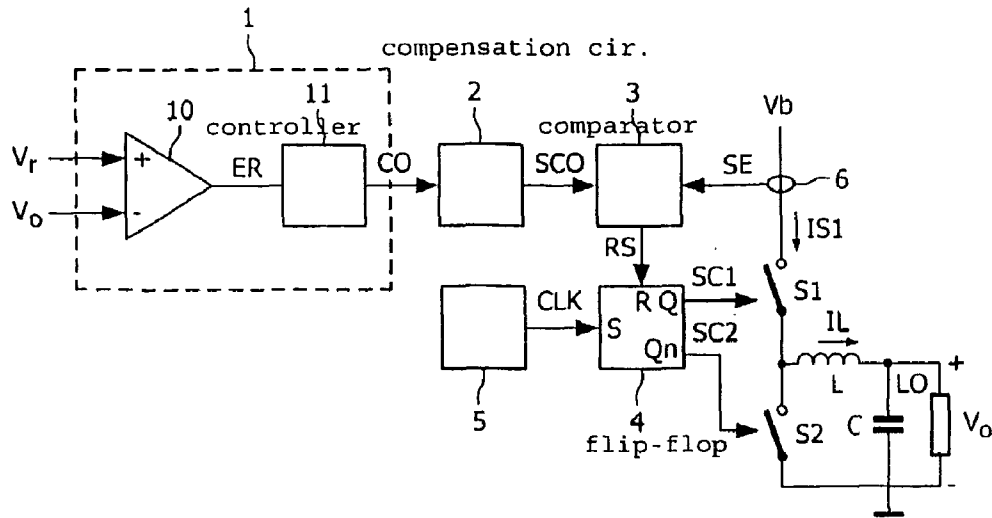 1
compensation cir.
10
11
2
3
Vb
controller
comparator
Vr
+
ER
CO
SCO
SE
6
Vo
-
IS1
RS
SC1
S1
CLK
R Q
S
SC2
Qn
IL
L
LO
+
5
4
S2
C
Vo
flip-flop
-